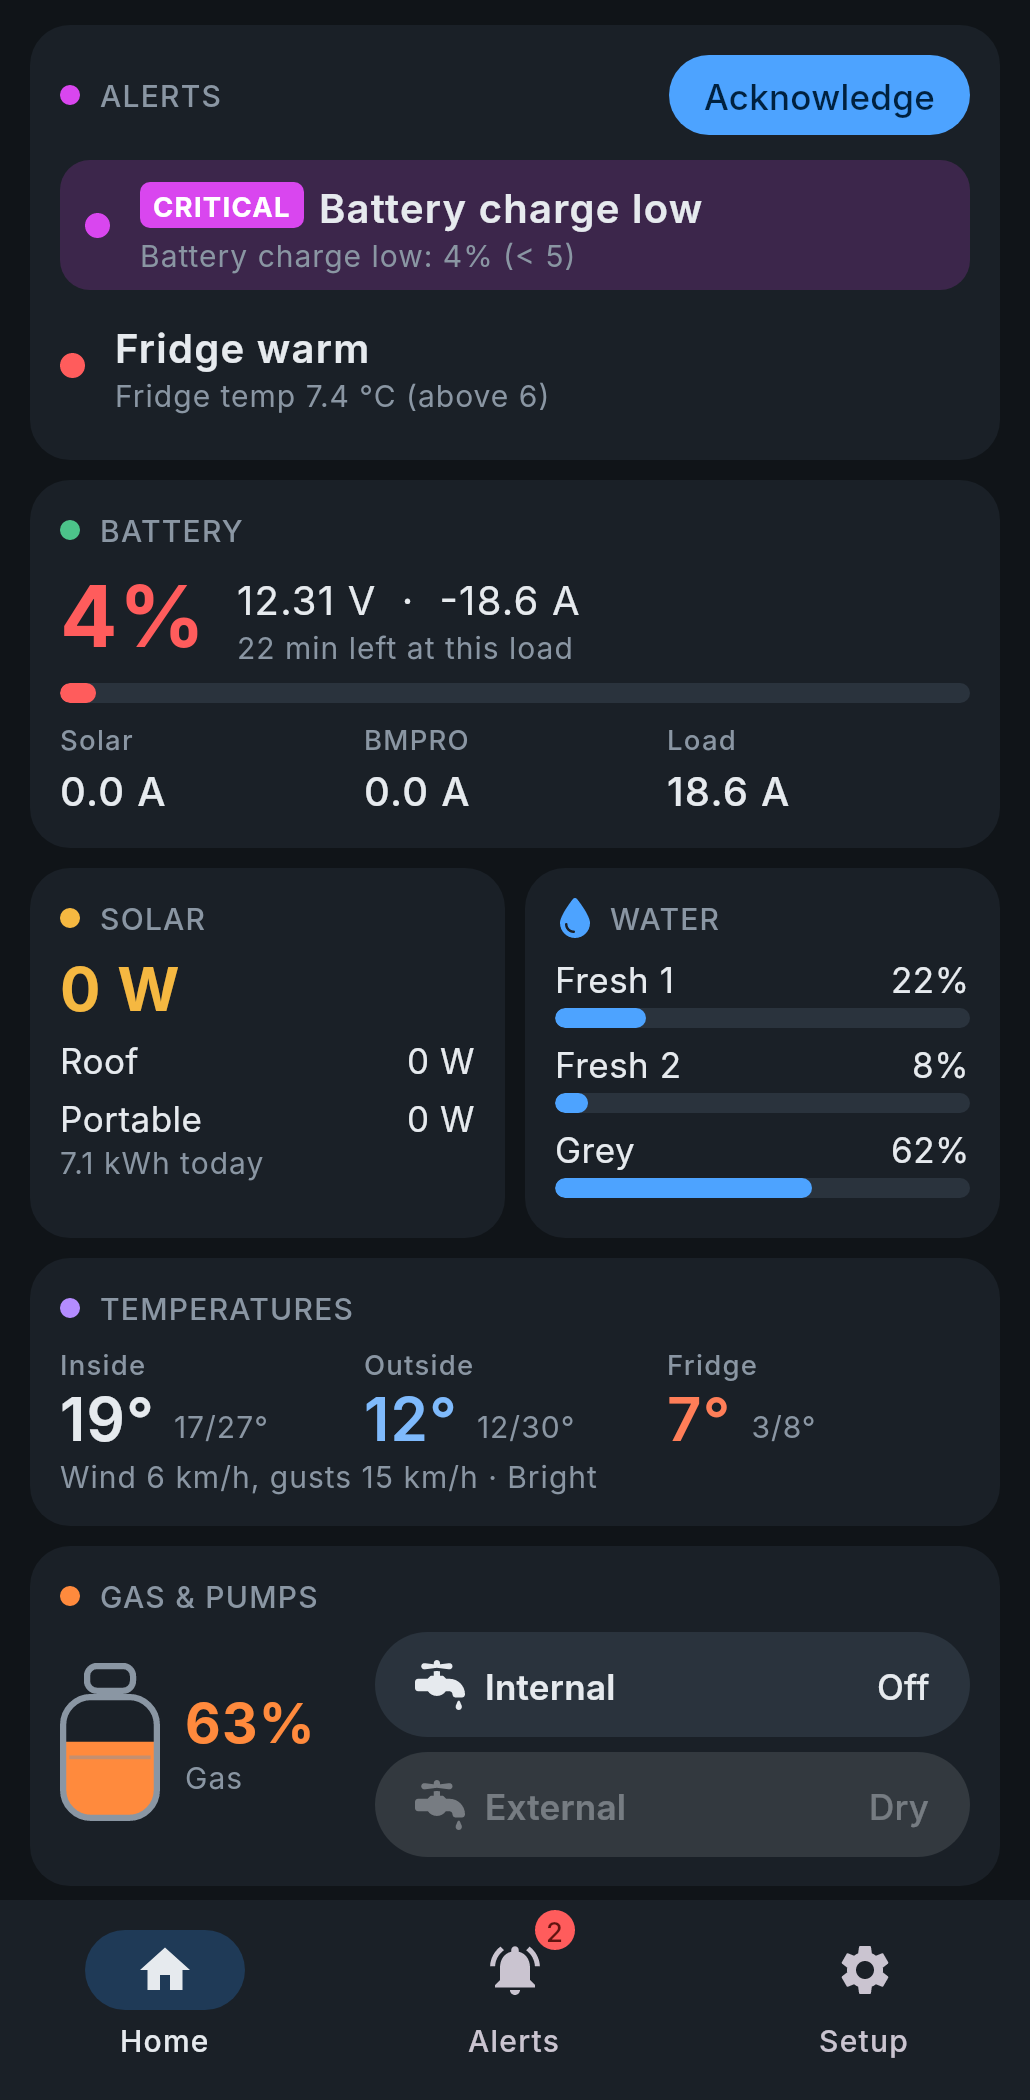 ALERTS
Acknowledge
CRITICAL Battery charge low
Battery charge low: 4% (< 5)
Fridge warm
Fridge temp 7.4 °C (above 6)
BATTERY
4%
12.31 V · -18.6 A
22 min left at this load
Solar BMPRO Load
0.0 A 0.0 A 18.6 A
SOLAR
0 W
Roof 0 W
Portable 0 W
7.1 kWh today
WATER
Fresh 1 22%
Fresh 2 8%
Grey 62%
TEMPERATURES
Inside Outside Fridge
19° 17/27° 12° 12/30° 7° 3/8°
Wind 6 km/h, gusts 15 km/h · Bright
GAS & PUMPS
63%
Gas
Internal Off
External Dry
2
Home Alerts Setup